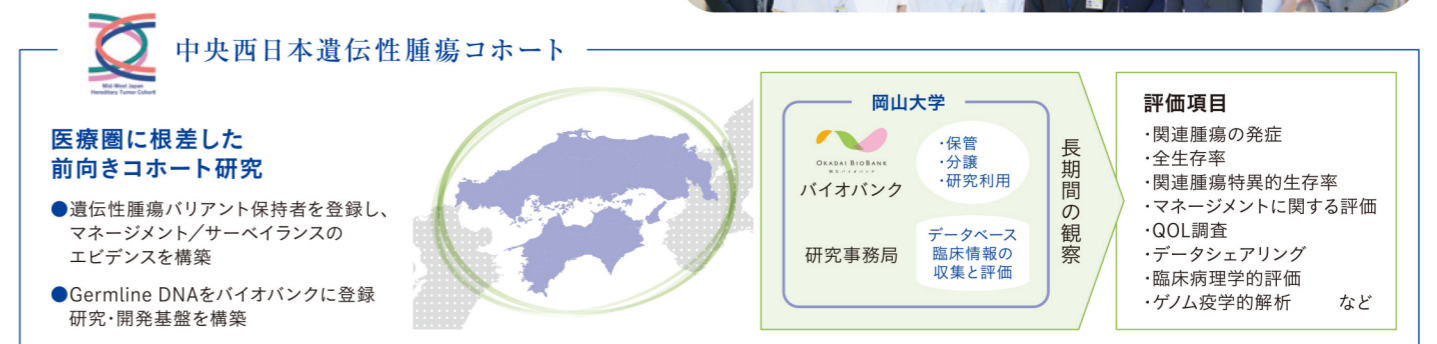 中央西日本遺伝性腫瘍コホート
Mid-West Japan
Hereditary Tumor Cohort
医療圏に根差した
前向きコホート研究
●遺伝性腫瘍バリアント保持者を登録し、
マネージメント／サーベイランスの
エビデンスを構築
●Germline DNAをバイオバンクに登録
研究・開発基盤を構築
岡山大学
OKADAI BIOBANK
バイオバンク
・保管
・分譲
・研究利用
研究事務局
データベース
臨床情報の
収集と評価
長期間の観察
評価項目
・関連腫瘍の発症
・全生存率
・関連腫瘍特異的生存率
・マネージメントに関する評価
・QOL調査
・データシェアリング
・臨床病理学的評価
・ゲノム疫学的解析 など